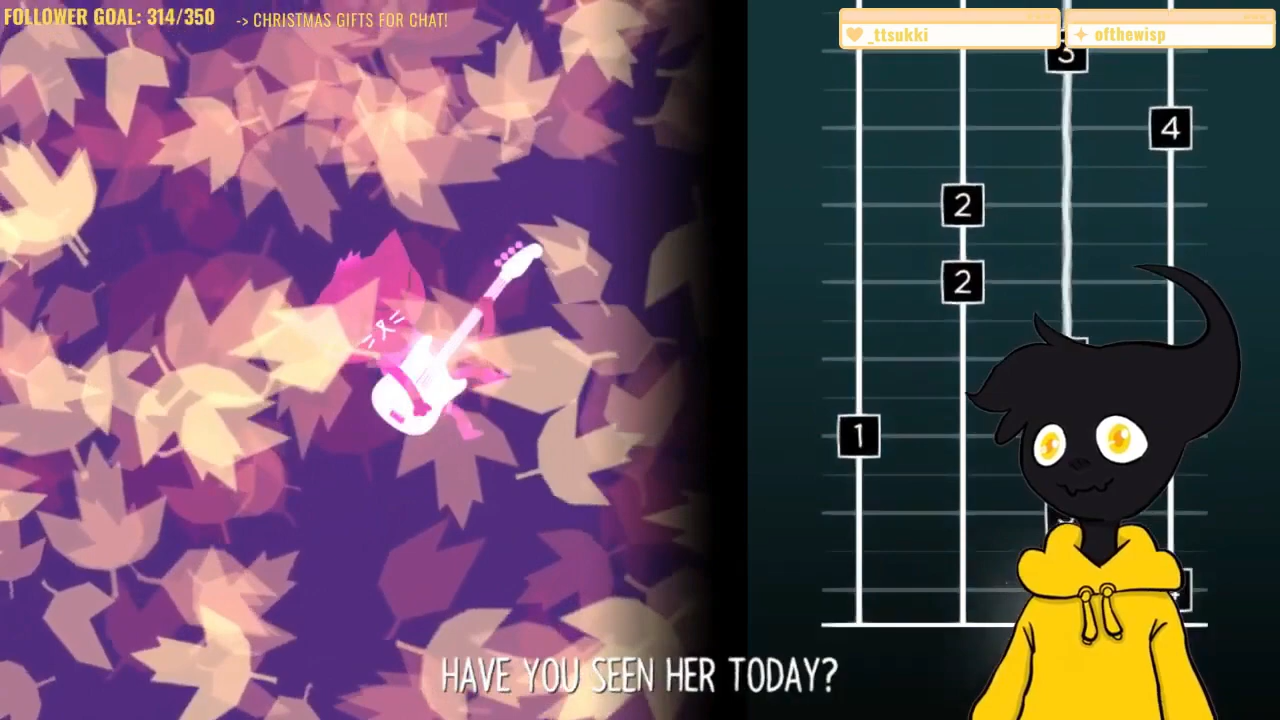 FOLLOWER GOAL: 314/350
-> CHRISTMAS GIFTS FOR CHAT!
_ttsukki
ofthewisp
3
4
2
2
1
HAVE YOU SEEN HER TODAY?